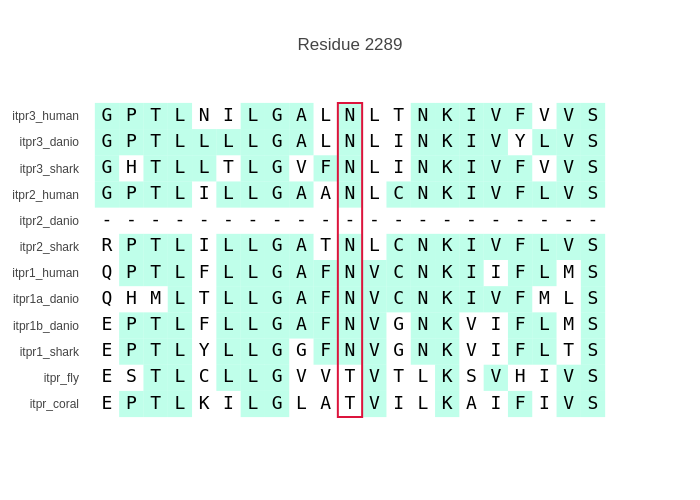 Residue 2289
itpr3_human G P T L N I L G A L N L T N K I V F V V S
itpr3_danio G P T L L L L G A L N L I N K I V Y L V S
itpr3_shark G H T L L T L G V F N L I N K I V F V V S
itpr2_human G P T L I L L G A A N L C N K I V F L V S
itpr2_danio - - - - - - - - - - - - - - - - - - - - -
itpr2_shark R P T L I L L G A T N L C N K I V F L V S
itpr1_human Q P T L F L L G A F N V C N K I I F L M S
itpr1a_danio Q H M L T L L G A F N V C N K I V F M L S
itpr1b_danio E P T L F L L G A F N V G N K V I F L M S
itpr1_shark E P T L Y L L G G F N V G N K V I F L T S
itpr_fly E S T L C L L G V V T V T L K S V H I V S
itpr_coral E P T L K I L G L A T V I L K A I F I V S